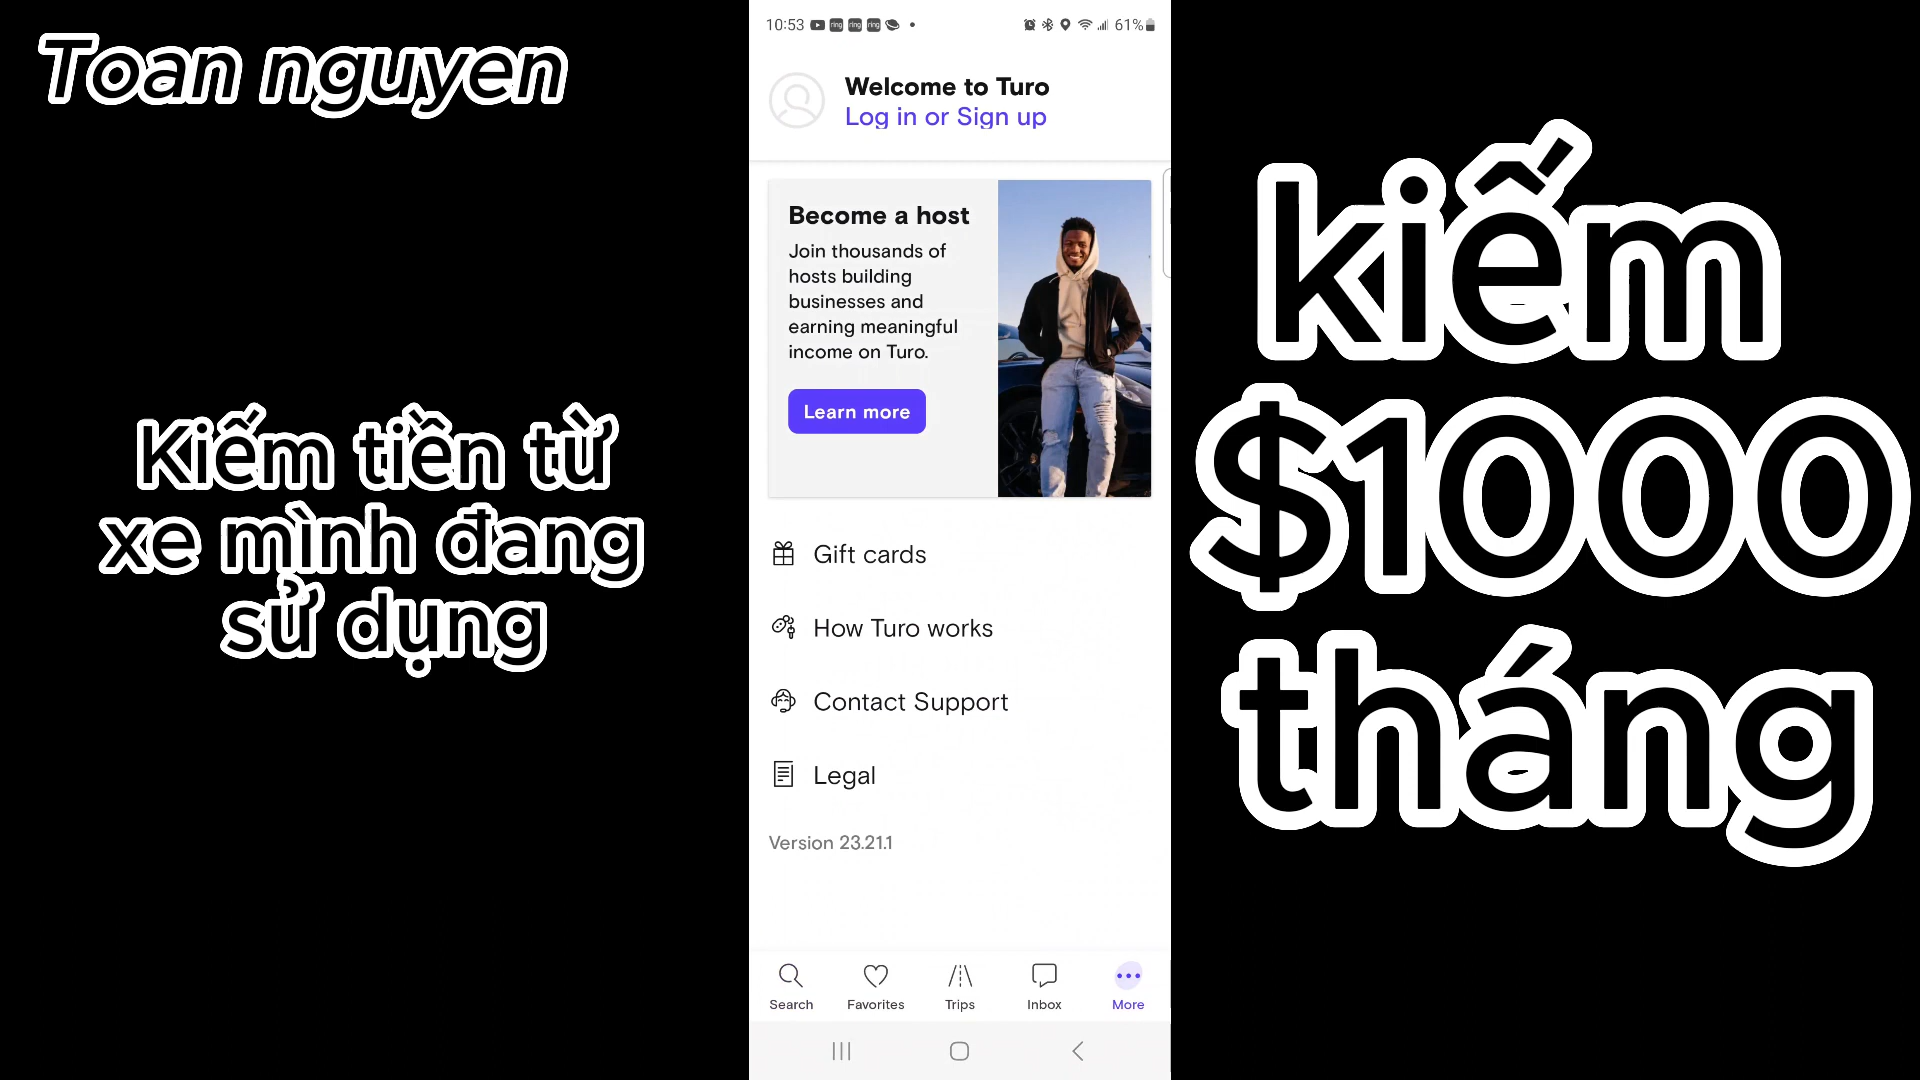 Toan nguyen
Kiếm tiền từ
xe mình đang
sử dụng
10:53
ring ring ring
61%
Welcome to Turo
Log in or Sign up
Become a host
Join thousands of
hosts building
businesses and
earning meaningful
income on Turo.
Learn more
Gift cards
How Turo works
Contact Support
Legal
Version 23.21.1
Search
Favorites
Trips
Inbox
More
kiếm
$1000
tháng